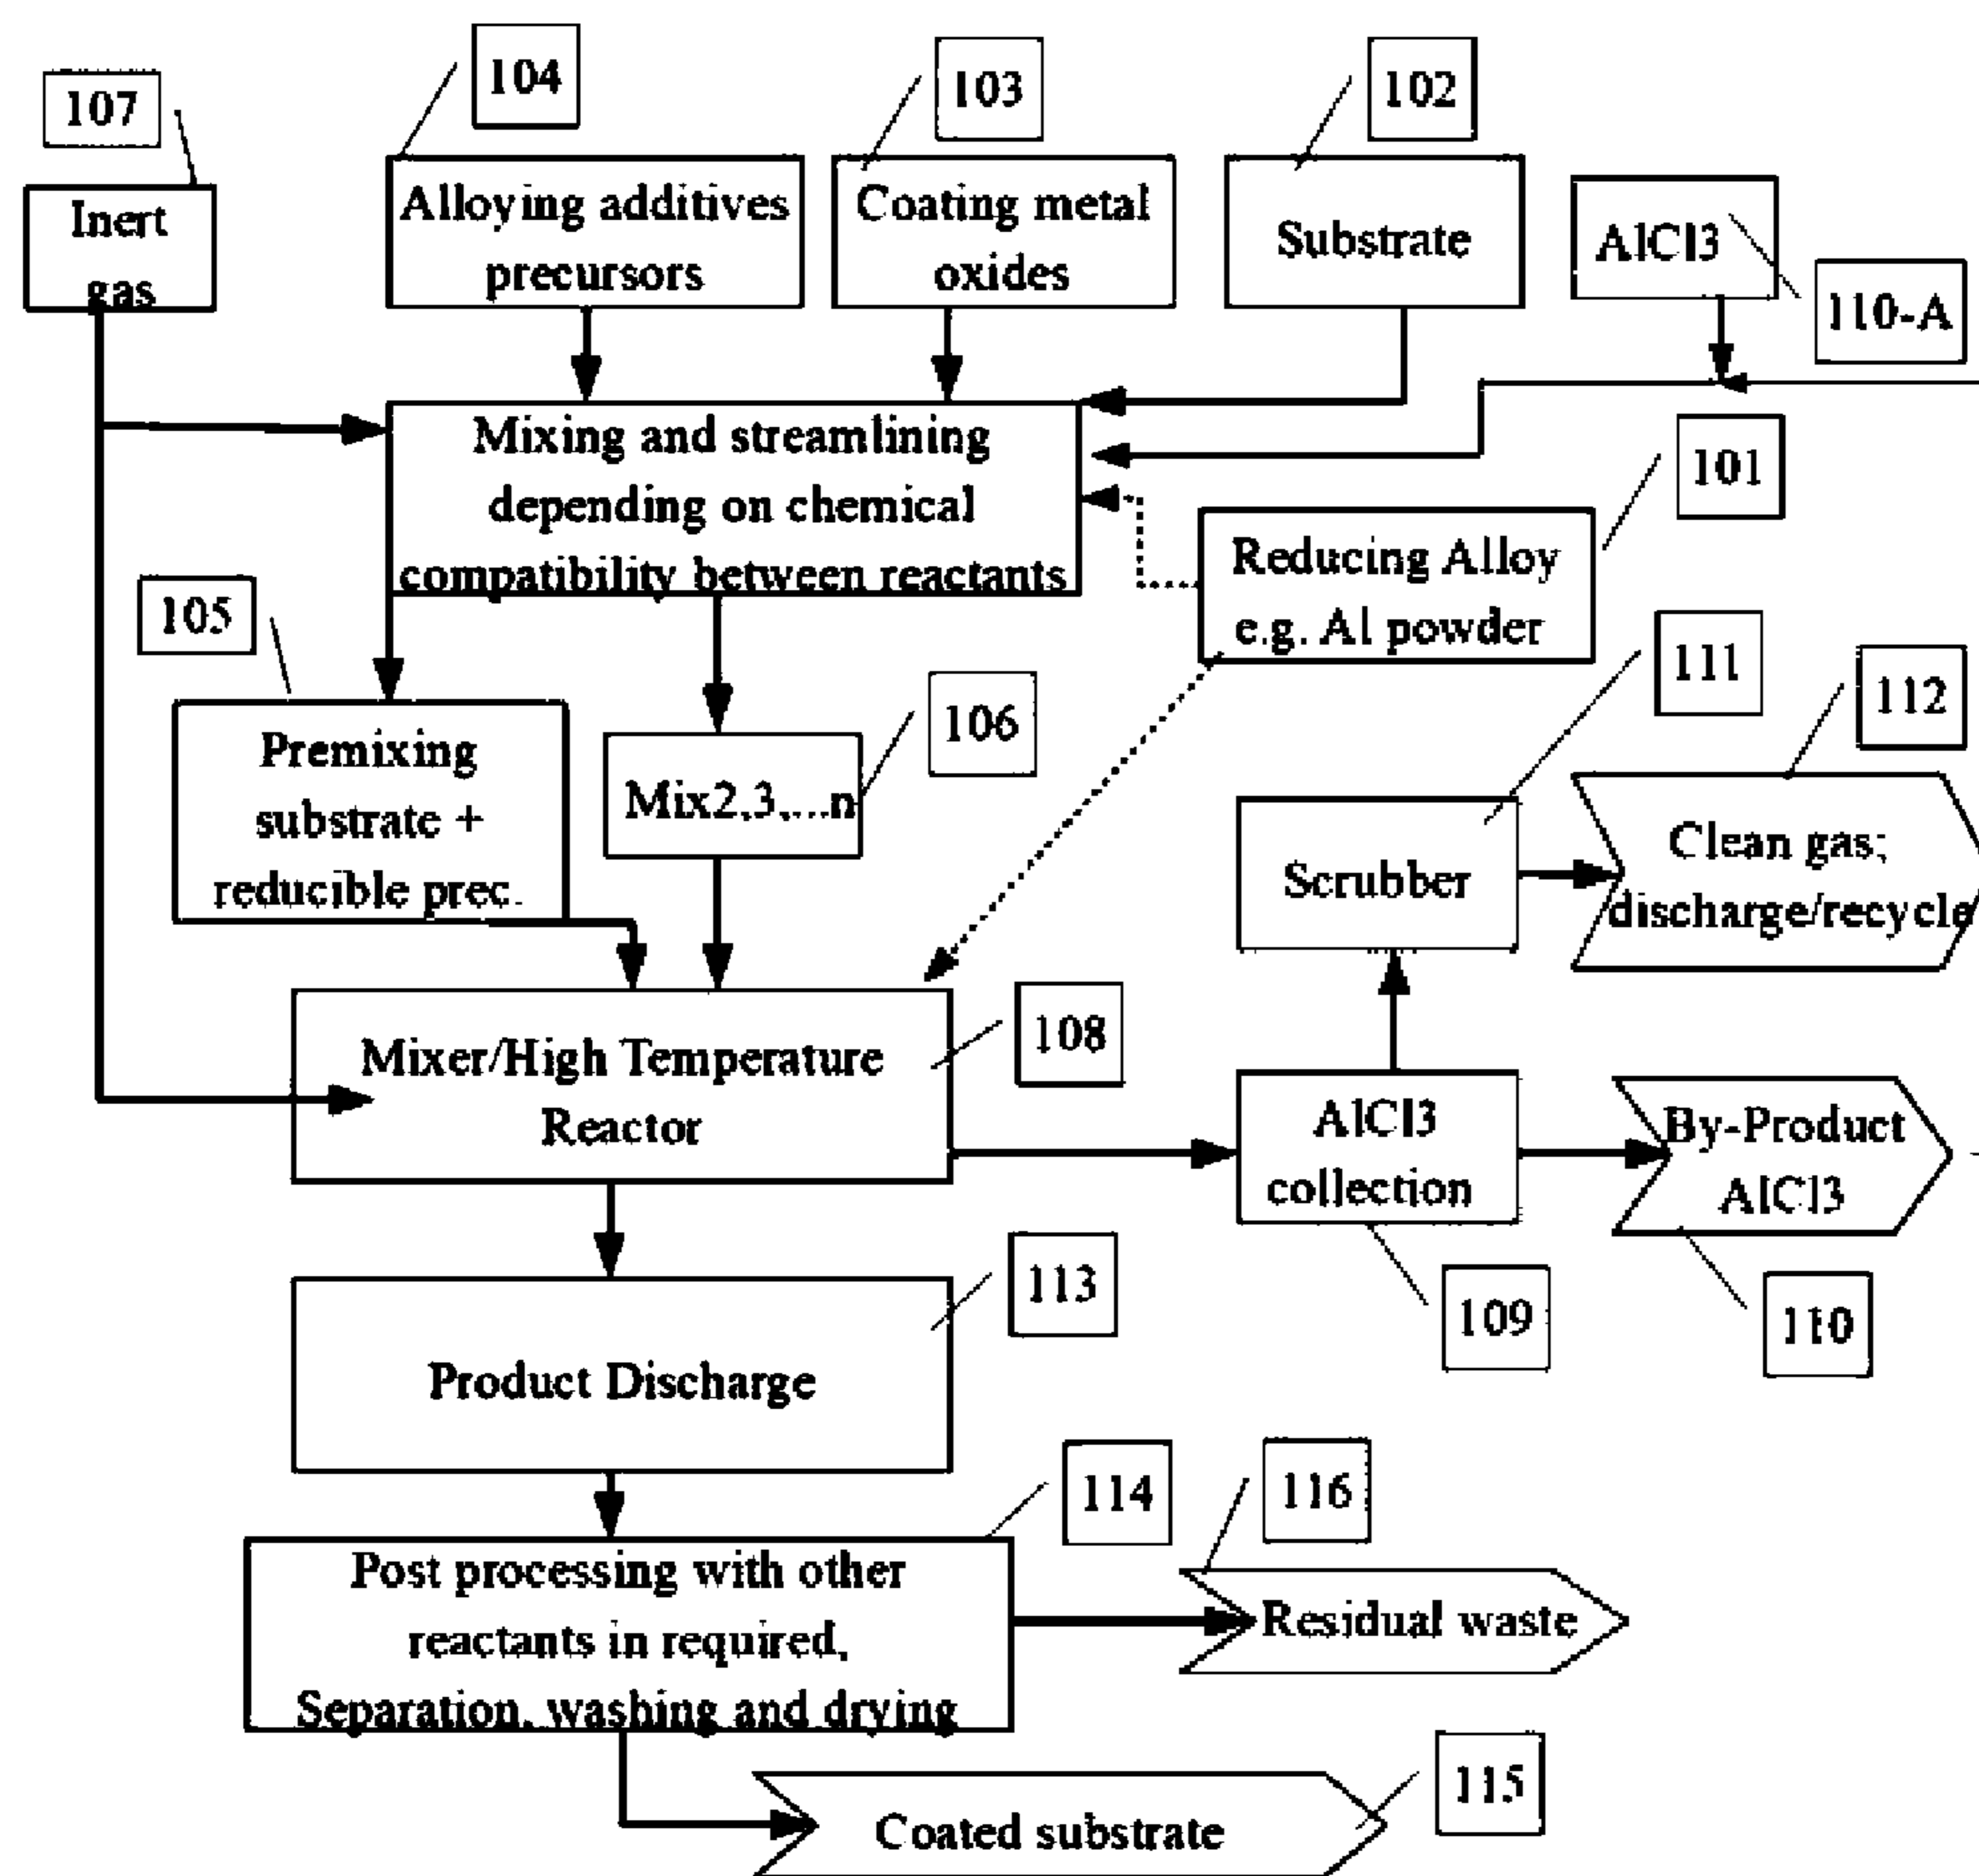 104
103
102
107
Inert
gas
Alloying additives
precursors
Coating metal
oxides
Substrate
AlCl3
110-A
Mixing and streamlining
depending on chemical
compatibility between reactants
101
Reducing Alloy
e.g. Al powder
105
111
112
106
Premixing
substrate +
reducible prec.
Mix2,3,...n
Scrubber
Clean gas;
discharge/recycle
108
Mixer/High Temperature
Reactor
AlCl3
collection
By-Product
AlCl3
113
109
110
Product Discharge
114
116
Post processing with other
reactants in required,
Separation, washing and drying
Residual waste
115
Coated substrate